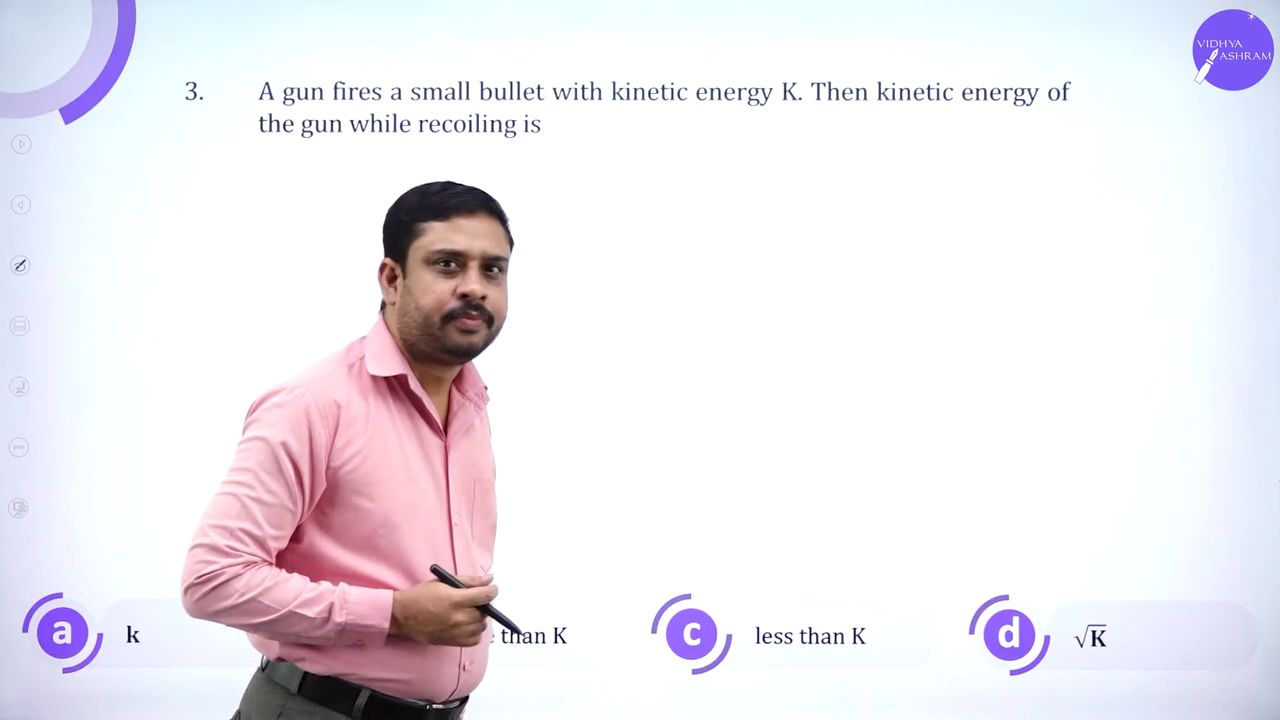 VIDHYA
ASHRAM
3. A gun fires a small bullet with kinetic energy K. Then kinetic energy of
the gun while recoiling is
a k
than K
c less than K
d √K